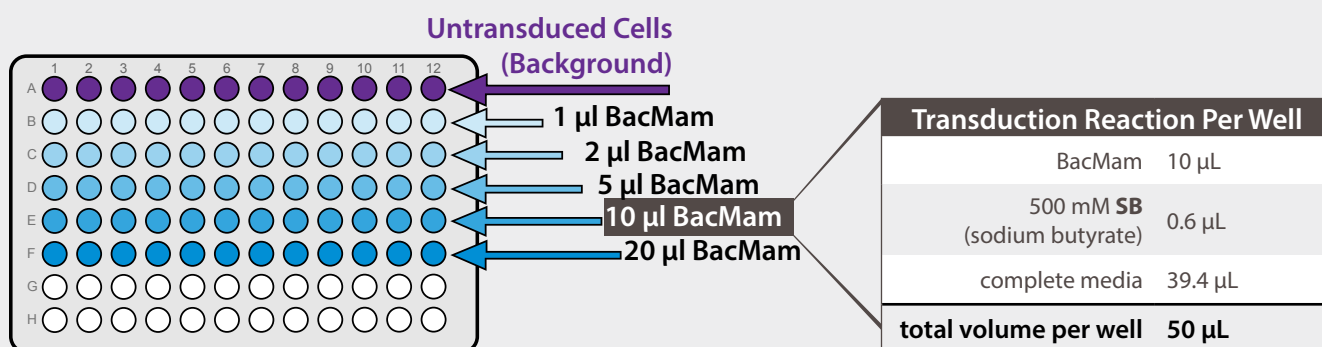 Untransduced Cells
(Background)
1 2 3 4 5 6 7 8 9 10 11 12
A
B
C
D
E
F
G
H
1 µl BacMam
2 µl BacMam
5 µl BacMam
10 µl BacMam
20 µl BacMam
Transduction Reaction Per Well
BacMam 10 µL
500 mM SB
(sodium butyrate) 0.6 µL
complete media 39.4 µL
total volume per well 50 µL